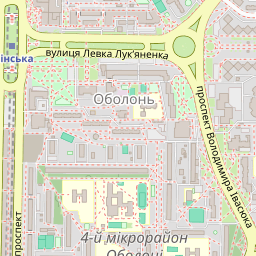 вулиця Левка Лук'яненка
інська
Оболонь
проспект Володимира Івасюка
проспект
4-й мікрорайон
Оболоні